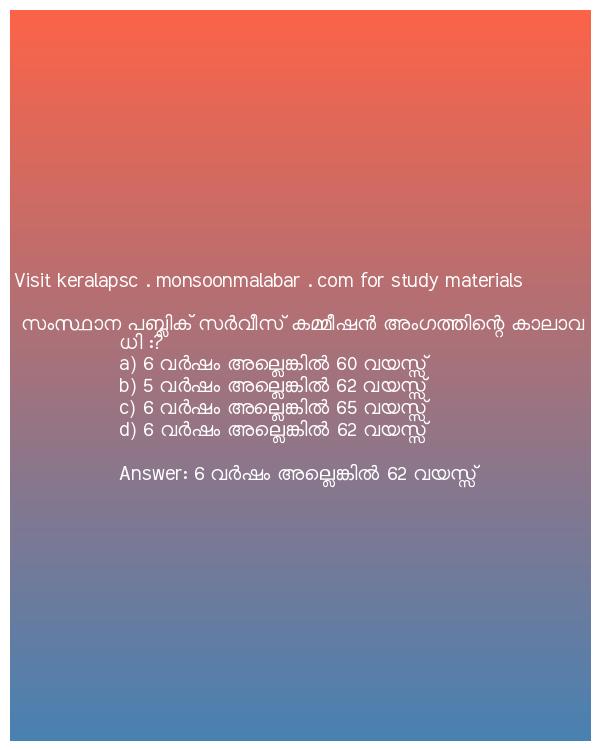 Visit keralapsc . monsoonmalabar . com for study materials
സംസ്ഥാന പബ്ലിക് സർവീസ് കമ്മീഷൻ അംഗത്തിന്റെ കാലാവ
ധി :?
a) 6 വർഷം അല്ലെങ്കിൽ 60 വയസ്സ്
b) 5 വർഷം അല്ലെങ്കിൽ 62 വയസ്സ്
c) 6 വർഷം അല്ലെങ്കിൽ 65 വയസ്സ്
d) 6 വർഷം അല്ലെങ്കിൽ 62 വയസ്സ്
Answer: 6 വർഷം അല്ലെങ്കിൽ 62 വയസ്സ്